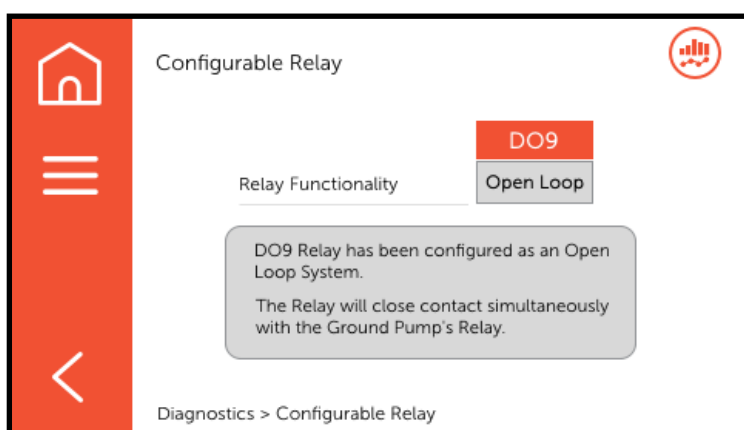 Configurable Relay
DO9
Relay Functionality
Open Loop
DO9 Relay has been configured as an Open
Loop System.
The Relay will close contact simultaneously
with the Ground Pump's Relay.
Diagnostics > Configurable Relay